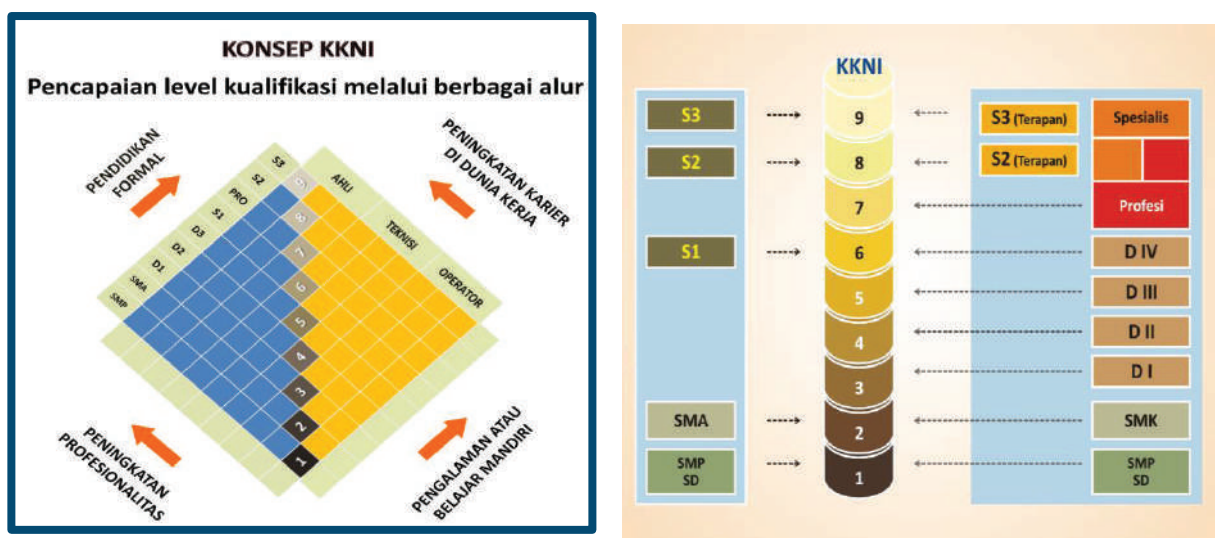 KONSEP KKNI
Pencapaian level kualifikasi melalui berbagai alur
PENDIDIKAN
FORMAL
PENINGKATAN KARIER
DI DUNIA KERJA
S3
S2
PRO
S1
D3
D2
D1
SMA
SMP
AHLI
TEKNISI
OPERATOR
9
8
7
6
5
4
3
2
1
PENINGKATAN
PROFESIONALITAS
PENGALAMAN ATAU
BELAJAR MANDIRI
KKNI
S3
9
S3 (Terapan)
Spesialis
S2
8
S2 (Terapan)
7
Profesi
S1
6
D IV
5
D III
4
D II
3
D I
SMA
2
SMK
SMP
SD
1
SMP
SD